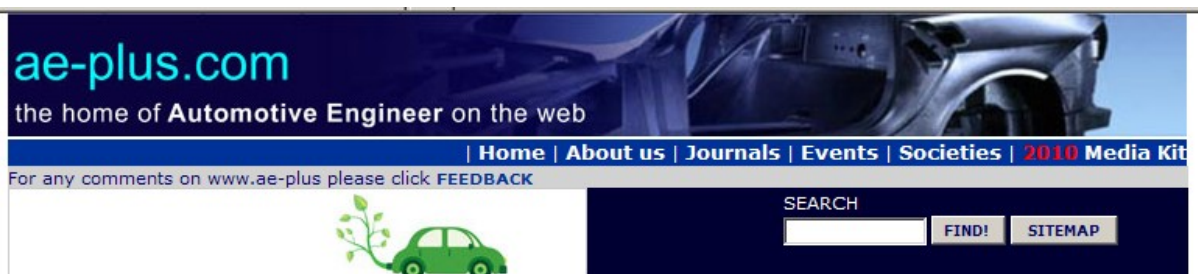 ae-plus.com
the home of Automotive Engineer on the web
| Home | About us | Journals | Events | Societies | 2010 Media Kit
For any comments on www.ae-plus please click FEEDBACK
SEARCH
FIND! SITEMAP